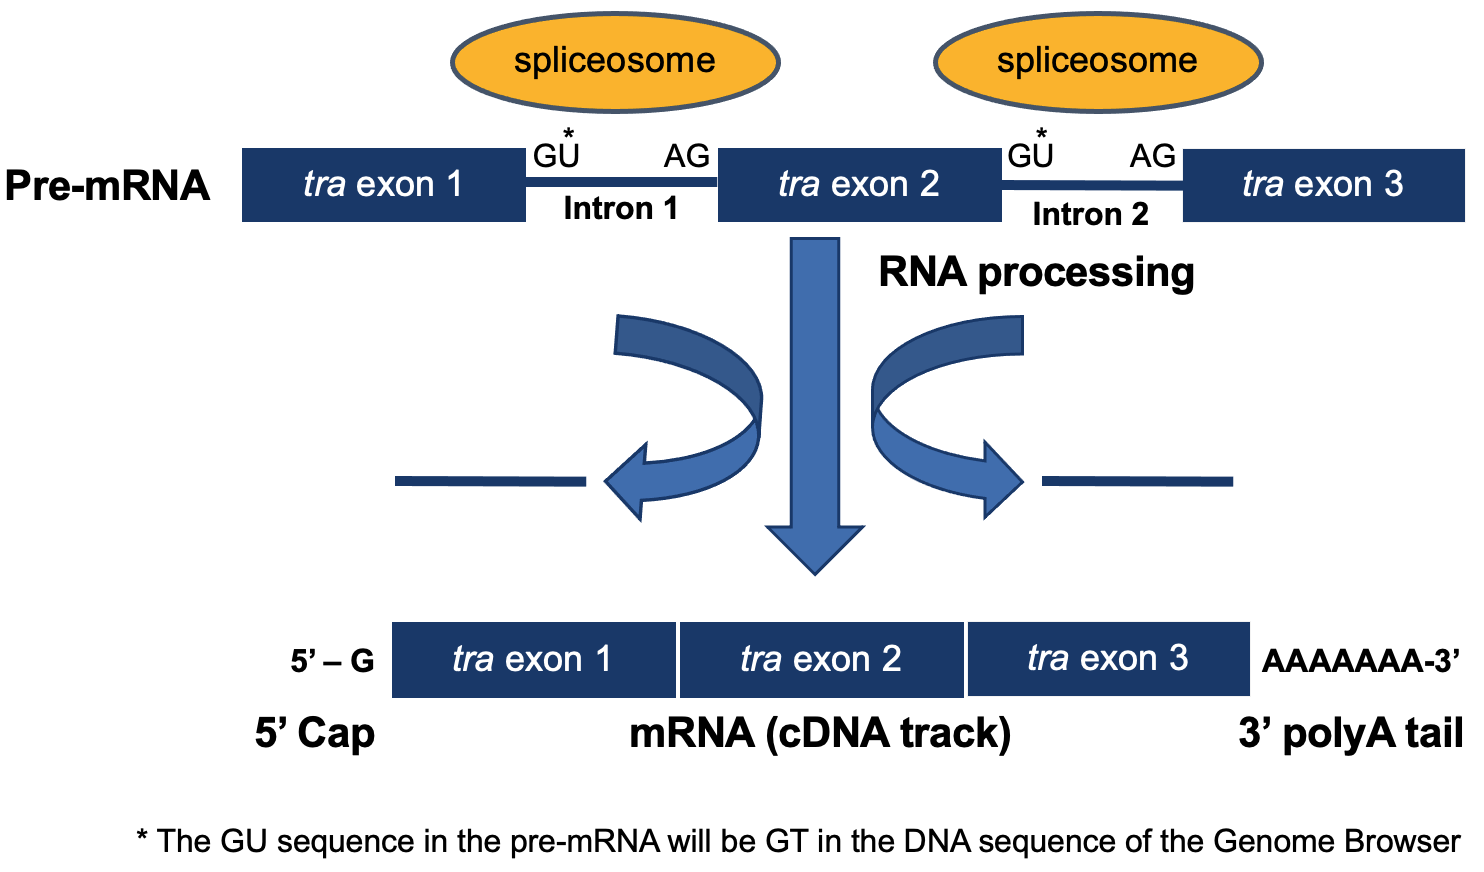 spliceosome
spliceosome
GU* AG GU* AG
Pre-mRNA tra exon 1 tra exon 2 tra exon 3
Intron 1 Intron 2
RNA processing
5’ – G tra exon 1 tra exon 2 tra exon 3 AAAAAAA-3’
5’ Cap mRNA (cDNA track) 3’ polyA tail
* The GU sequence in the pre-mRNA will be GT in the DNA sequence of the Genome Browser